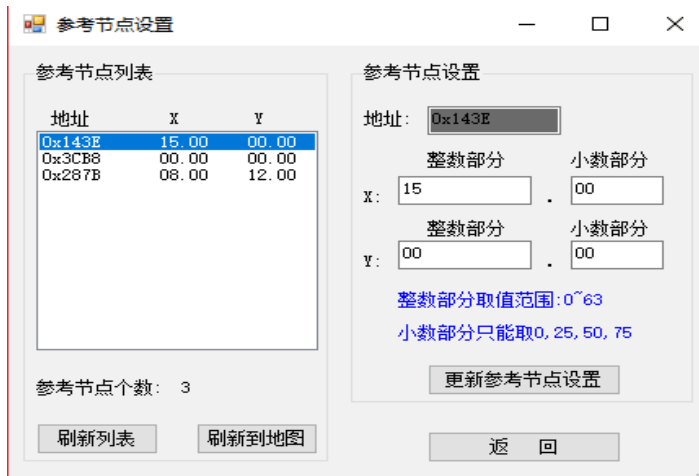 参考节点设置
参考节点列表
地址 X Y
0x143E 15.00 00.00
0x3CB8 00.00 00.00
0x287B 08.00 12.00
参考节点个数: 3
刷新列表 刷新到地图
参考节点设置
地址: 0x143E
整数部分 小数部分
X: 15 . 00
整数部分 小数部分
Y: 00 . 00
整数部分取值范围:0~63
小数部分只能取0,25,50,75
更新参考节点设置
返 回